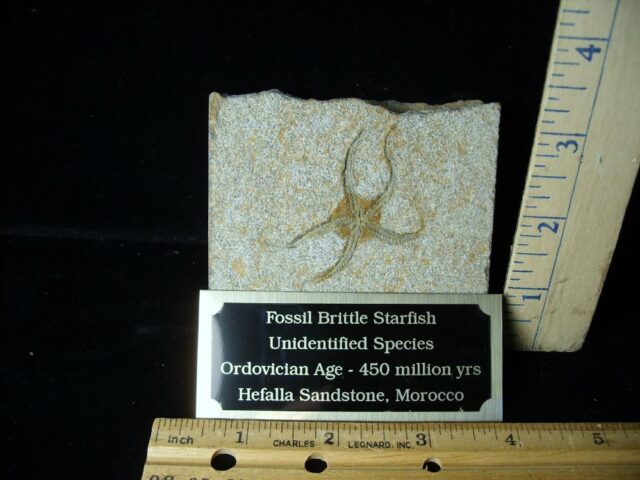 4
3
2
1
Fossil Brittle Starfish
Unidentified Species
Ordovician Age - 450 million yrs
Hefalla Sandstone, Morocco
inch 1 CHARLES 2 LEONARD INC. 3 4 5